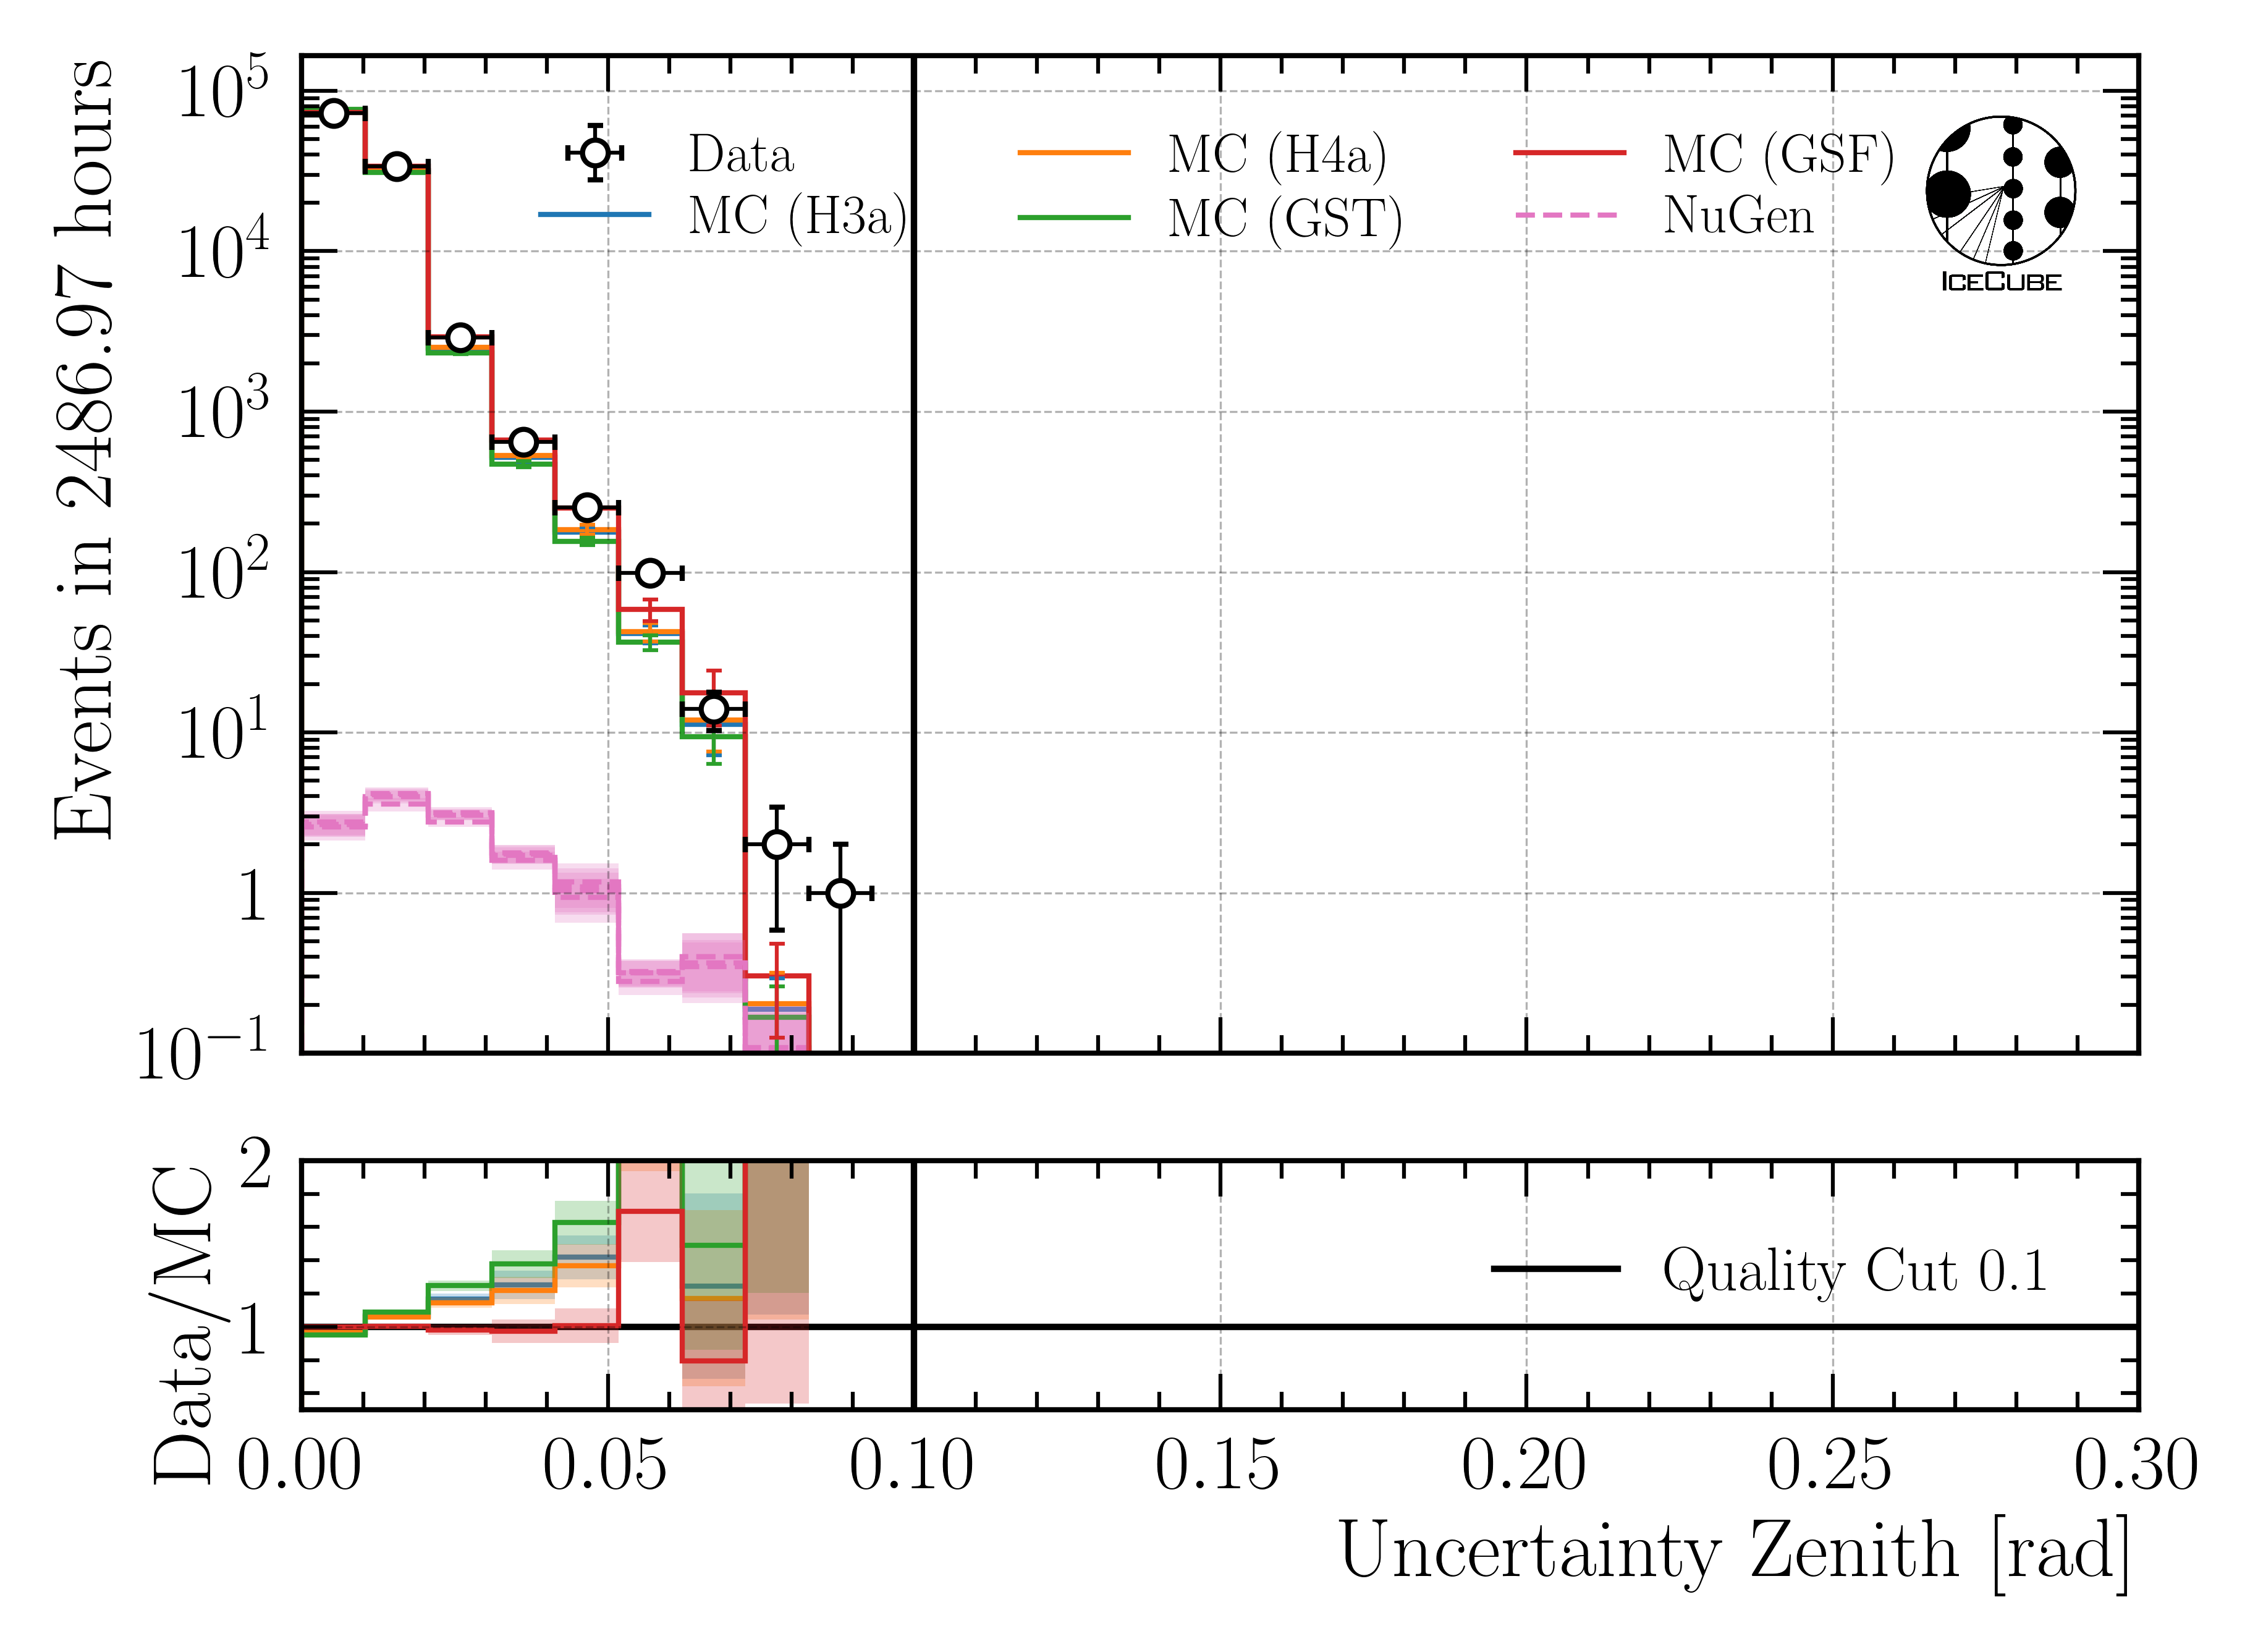 Events in 2486.97 hours
10^5
10^4
10^3
10^2
10^1
1
10^−1
Data
MC (H3a)
MC (H4a)
MC (GST)
MC (GSF)
NuGen
ICECUBE
Data/MC
2
1
Quality Cut 0.1
0.00 0.05 0.10 0.15 0.20 0.25 0.30
Uncertainty Zenith [rad]